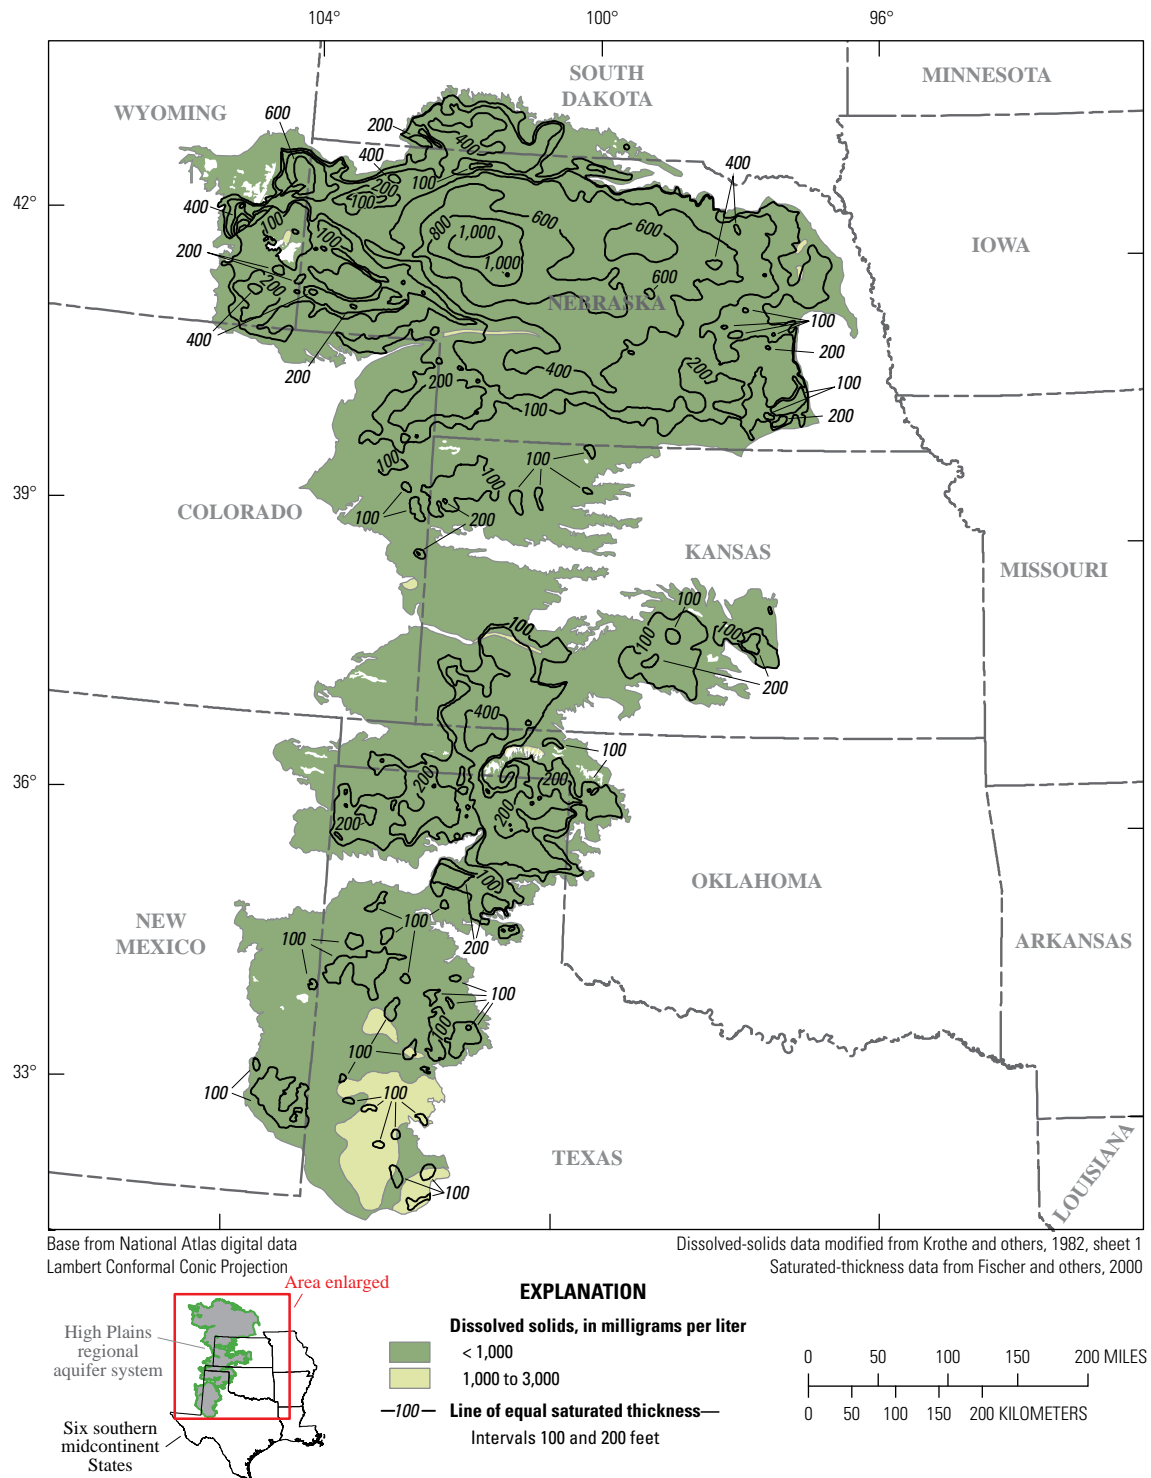 104°
100°
96°
SOUTH
DAKOTA
MINNESOTA
WYOMING
600
200
400
400
400
42°
400
200
100
100
600
800
600
IOWA
100
100
1,000
200
1,000
200
600
NEBRASKA
100
400
200
200
400
200
200
100
100
200
39°
100
100
100
COLORADO
100
200
KANSAS
MISSOURI
100
100
100
100
200
400
100
36°
200
200
200
200
OKLAHOMA
100
NEW
MEXICO
100
100
200
ARKANSAS
100
100
100
33°
100
100
TEXAS
100
LOUISIANA
Base from National Atlas digital data
Lambert Conformal Conic Projection
Dissolved-solids data modified from Krothe and others, 1982, sheet 1
Saturated-thickness data from Fischer and others, 2000
Area enlarged
High Plains
regional
aquifer system
Six southern
midcontinent
States
EXPLANATION
Dissolved solids, in milligrams per liter
< 1,000
1,000 to 3,000
—100— Line of equal saturated thickness—
Intervals 100 and 200 feet
0 50 100 150 200 MILES
0 50 100 150 200 KILOMETERS